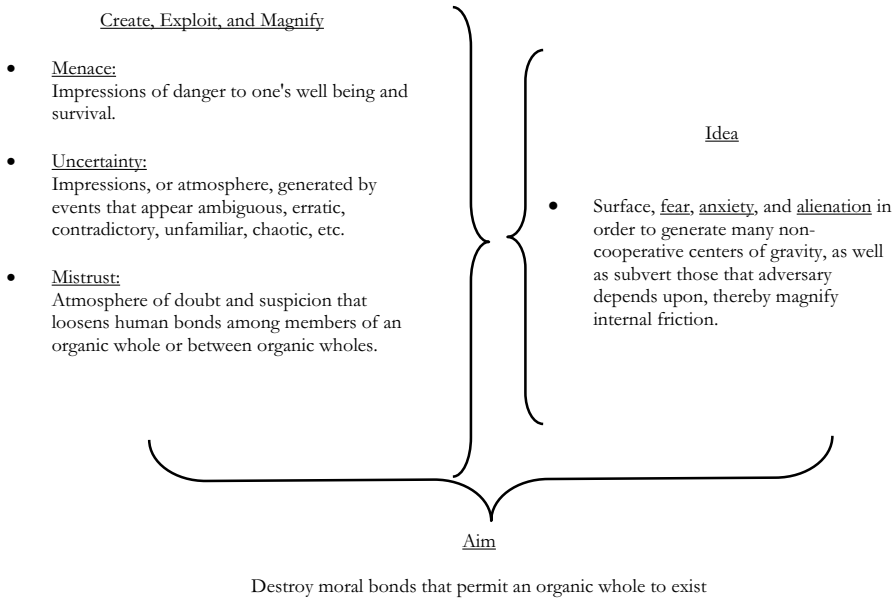 Create, Exploit, and Magnify
• Menace:
Impressions of danger to one's well being and
survival.
• Uncertainty:
Impressions, or atmosphere, generated by
events that appear ambiguous, erratic,
contradictory, unfamiliar, chaotic, etc.
• Mistrust:
Atmosphere of doubt and suspicion that
loosens human bonds among members of an
organic whole or between organic wholes.
Idea
• Surface, fear, anxiety, and alienation in
order to generate many non-
cooperative centers of gravity, as well
as subvert those that adversary
depends upon, thereby magnify
internal friction.
Aim
Destroy moral bonds that permit an organic whole to exist